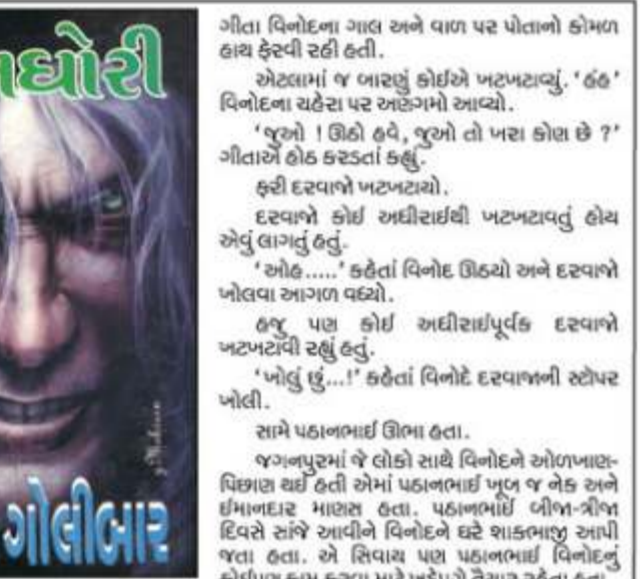 ઘોરી
ગોલીબાર
ગીતા વિનોદના ગાલ અને વાળ પર પોતાનો કોમળ
હાથ ફેરવી રહી હતી.
એટલામાં જ બારણું કોઈએ ખટખટાવ્યું. ‘હંહ’
વિનોદના ચહેરા પર અણગમો આવ્યો.
‘જુઓ ! ઊઠો હવે, જુઓ તો ખરા કોણ છે ?’
ગીતાએ હોઠ કરડતાં કહ્યું.
ફરી દરવાજો ખટખટાયો.
દરવાજો કોઈ અધીરાઈથી ખટખટાવતું હોય
એવું લાગતું હતું.
‘ઓહ.....’ કહેતાં વિનોદ ઊઠયો અને દરવાજો
ખોલવા આગળ વધ્યો.
હજુ પણ કોઈ અધીરાઈપૂર્વક દરવાજો
ખટખટાવી રહ્યું હતું.
‘ખોલું છું...!’ કહેતાં વિનોદે દરવાજાની સ્ટોપર
ખોલી.
સામે પઠાનભાઈ ઊભા હતા.
જગનપુરમાં જે લોકો સાથે વિનોદને ઓળખાણ-
પિછાણ થઈ હતી એમાં પઠાનભાઈ ખૂબ જ નેક અને
ઈમાનદાર માણસ હતા. પઠાનભાઈ બીજા-ત્રીજા
દિવસે સાંજે આવીને વિનોદને ઘરે શાકભાજી આપી
જતા હતા. એ સિવાય પણ પઠાનભાઈ વિનોદનું